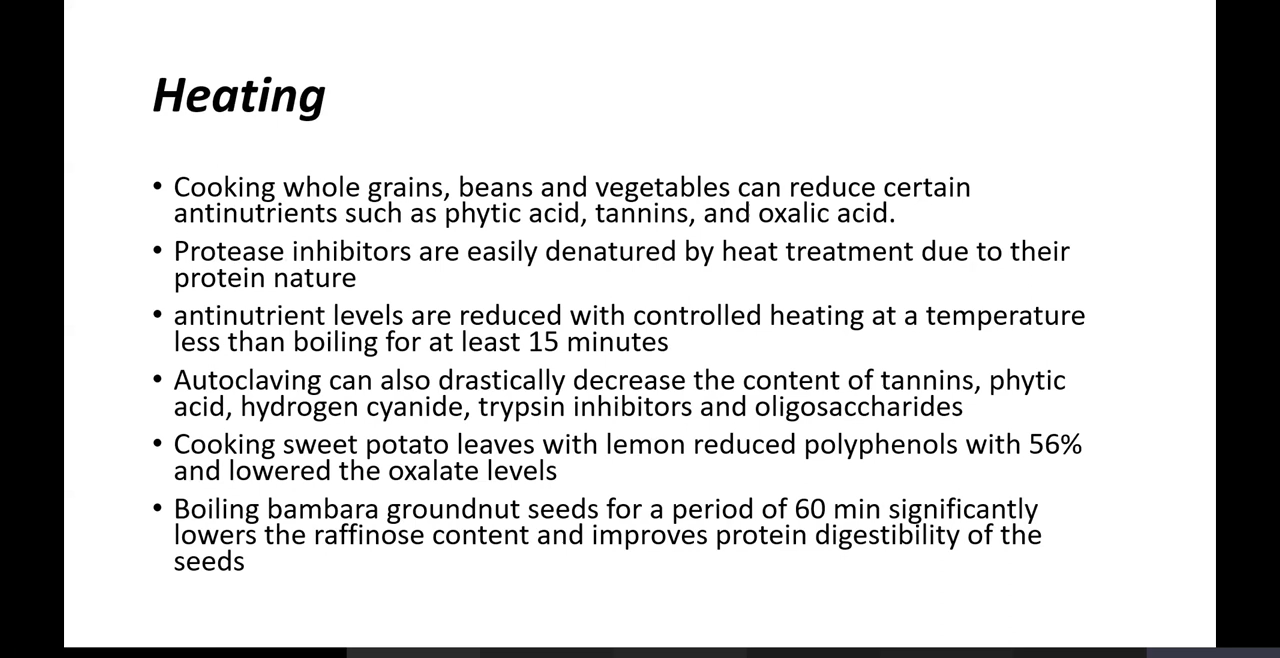 Heating
• Cooking whole grains, beans and vegetables can reduce certain
antinutrients such as phytic acid, tannins, and oxalic acid.
• Protease inhibitors are easily denatured by heat treatment due to their
protein nature
• antinutrient levels are reduced with controlled heating at a temperature
less than boiling for at least 15 minutes
• Autoclaving can also drastically decrease the content of tannins, phytic
acid, hydrogen cyanide, trypsin inhibitors and oligosaccharides
• Cooking sweet potato leaves with lemon reduced polyphenols with 56%
and lowered the oxalate levels
• Boiling bambara groundnut seeds for a period of 60 min significantly
lowers the raffinose content and improves protein digestibility of the
seeds